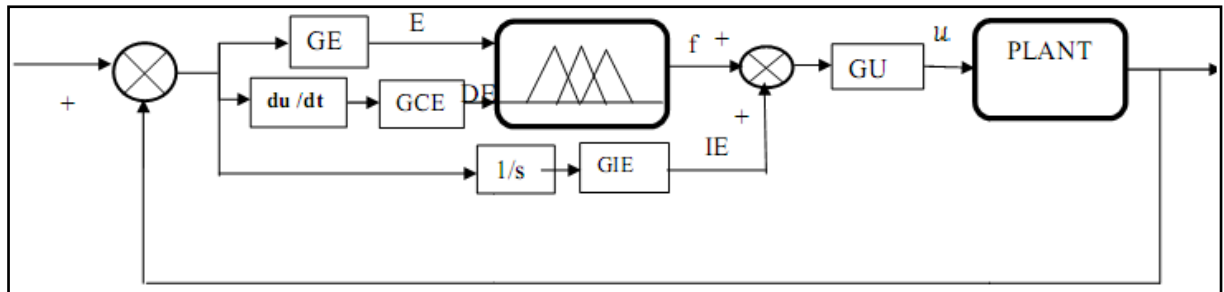 GE
E
f
+
u
PLANT
GU
+
du /dt
GCE
DE
+
1/s
GIE
IE